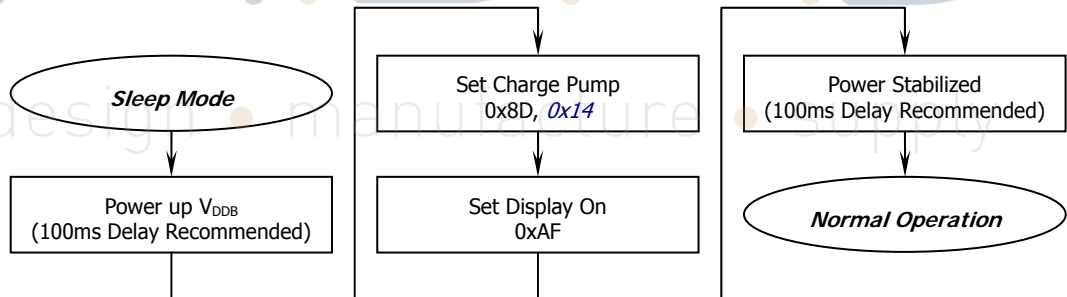 Sleep Mode
Power up VDDB
(100ms Delay Recommended)
Set Charge Pump
0x8D, 0x14
Set Display On
0xAF
Power Stabilized
(100ms Delay Recommended)
Normal Operation
design • manufacture • supply